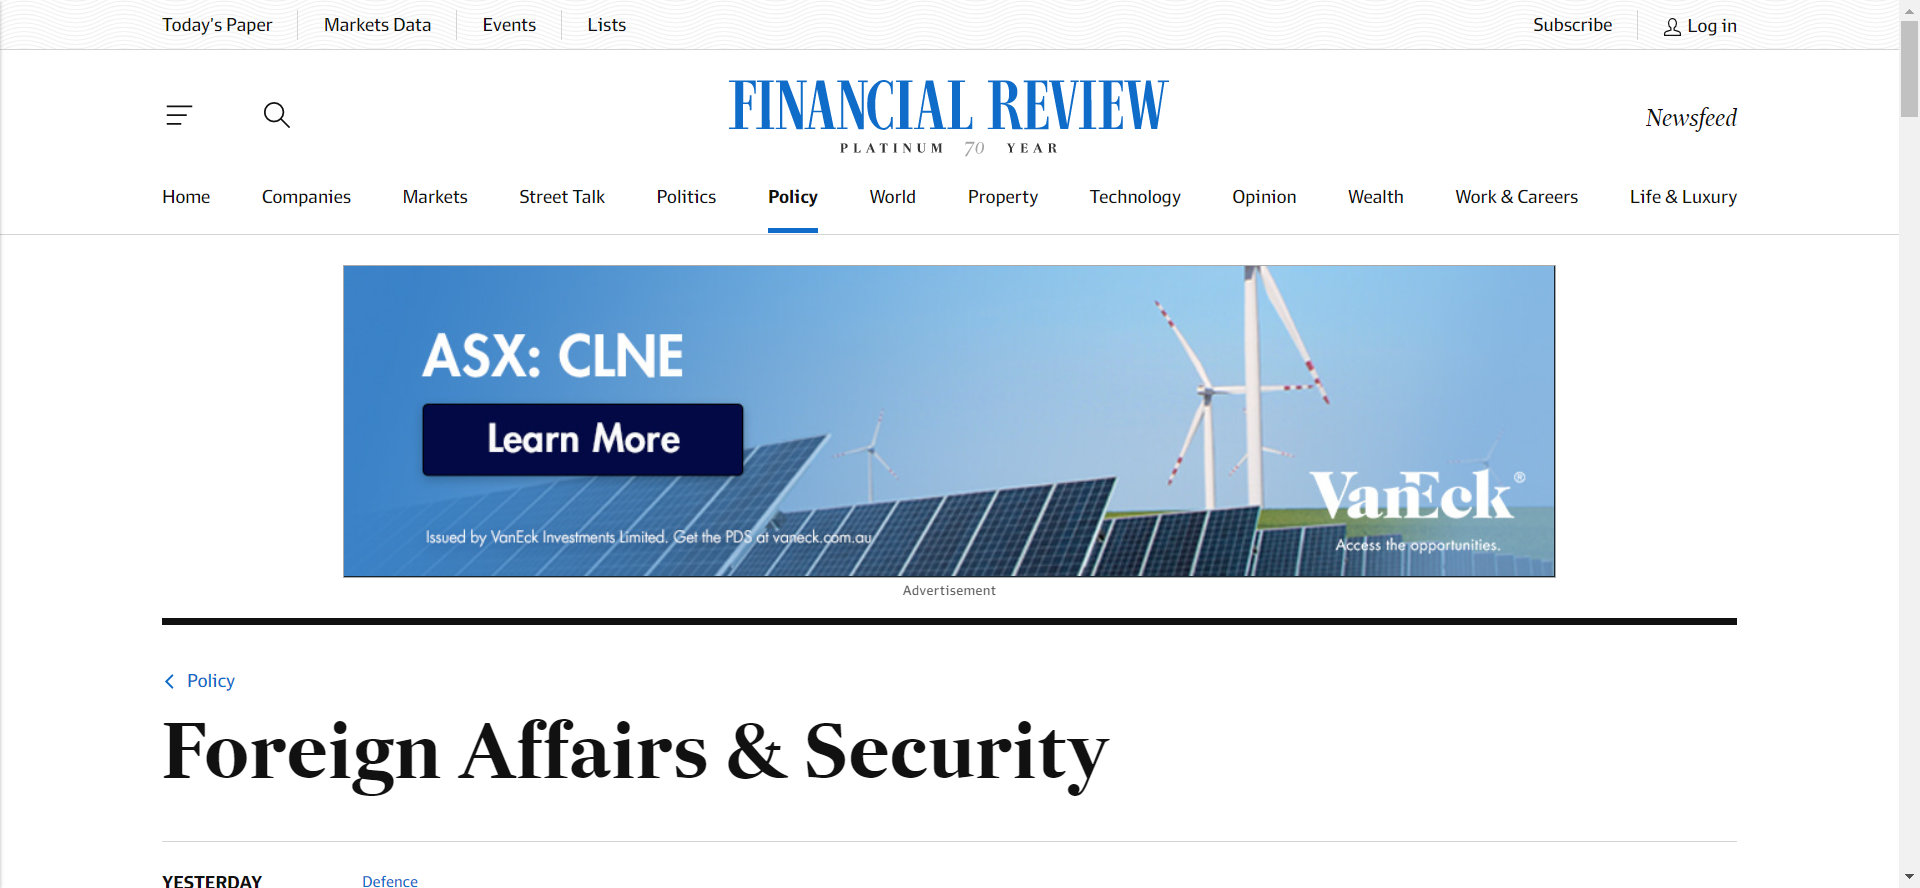 Today's Paper
Markets Data
Events
Lists
Subscribe
Log in
FINANCIAL REVIEW
PLATINUM 70 YEAR
Newsfeed
Home
Companies
Markets
Street Talk
Politics
Policy
World
Property
Technology
Opinion
Wealth
Work & Careers
Life & Luxury
ASX: CLNE
Learn More
Issued by VanEck Investments Limited. Get the PDS at vaneck.com.au
VanEck®
Access the opportunities.
Advertisement
Policy
Foreign Affairs & Security
YESTERDAY
Defence